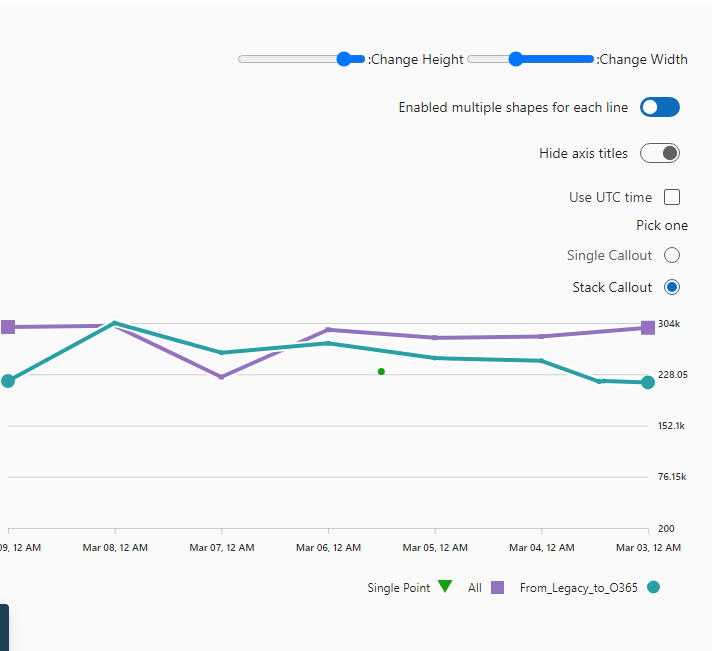 :Change Height :Change Width
Enabled multiple shapes for each line
Hide axis titles
Use UTC time
Pick one
Single Callout
Stack Callout
304k
228.05
152.1k
76.15k
200
09, 12 AM Mar 08, 12 AM Mar 07, 12 AM Mar 06, 12 AM Mar 05, 12 AM Mar 04, 12 AM Mar 03, 12 AM
Single Point All From_Legacy_to_O365